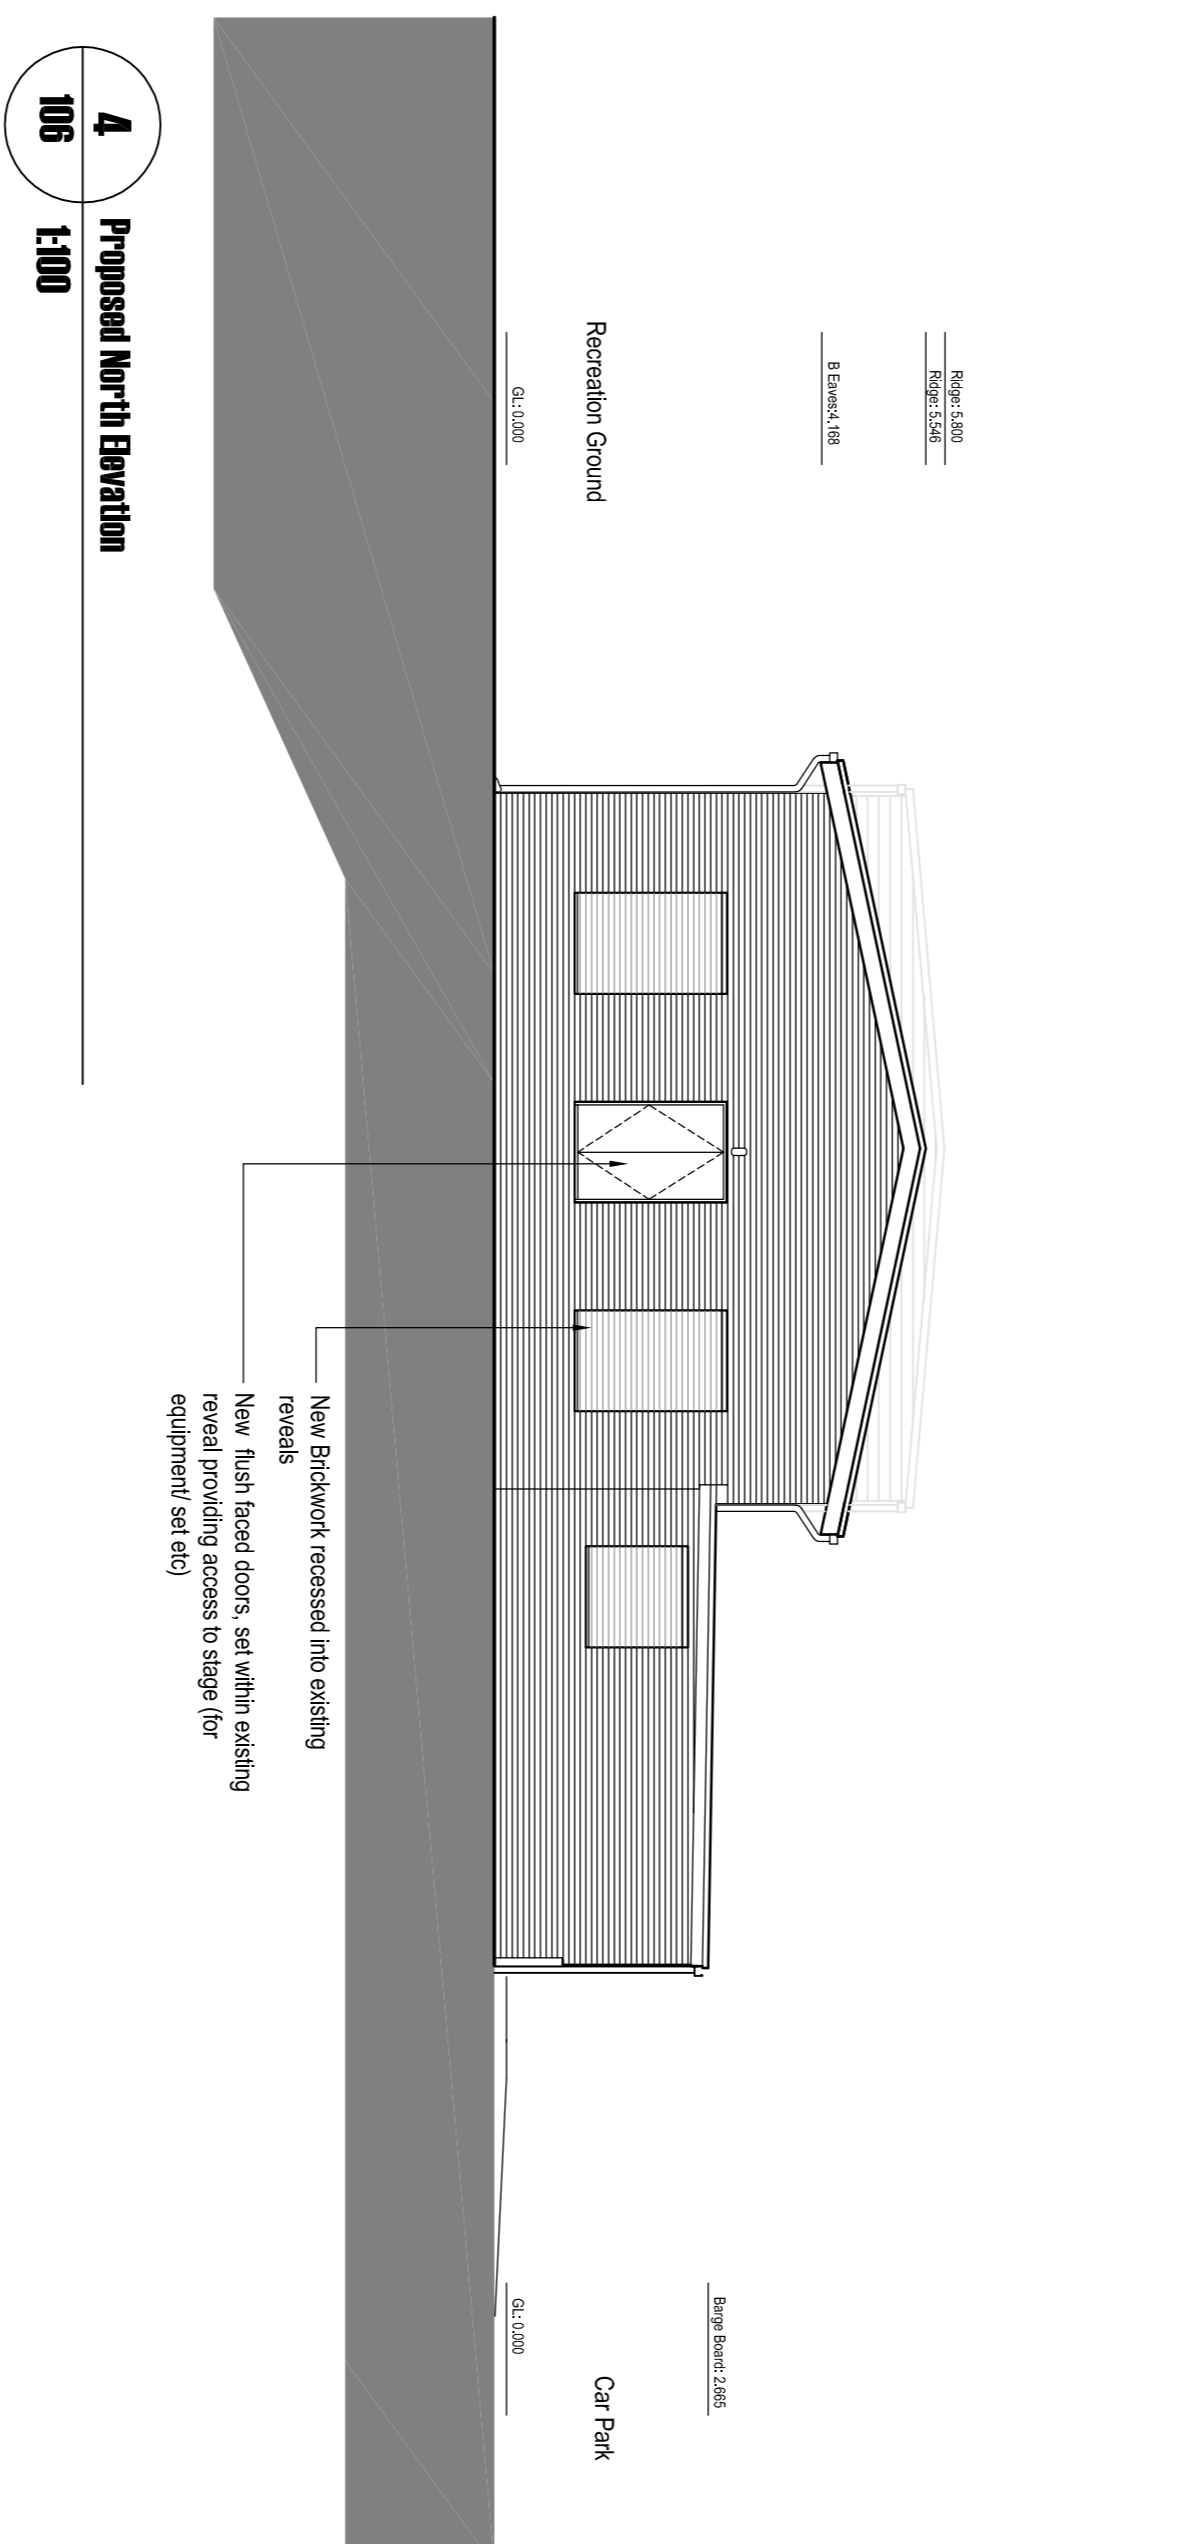 Ridge: 5.800
Ridge: 5.546
B Eaves:4.168
Recreation Ground
GL: 0.000
Barge Board: 2.665
Car Park
GL: 0.000
New Brickwork recessed into existing
reveals
New flush faced doors, set within existing
reveal providing access to stage (for
equipment/ set etc)
4
Proposed North Elevation
106
1:100